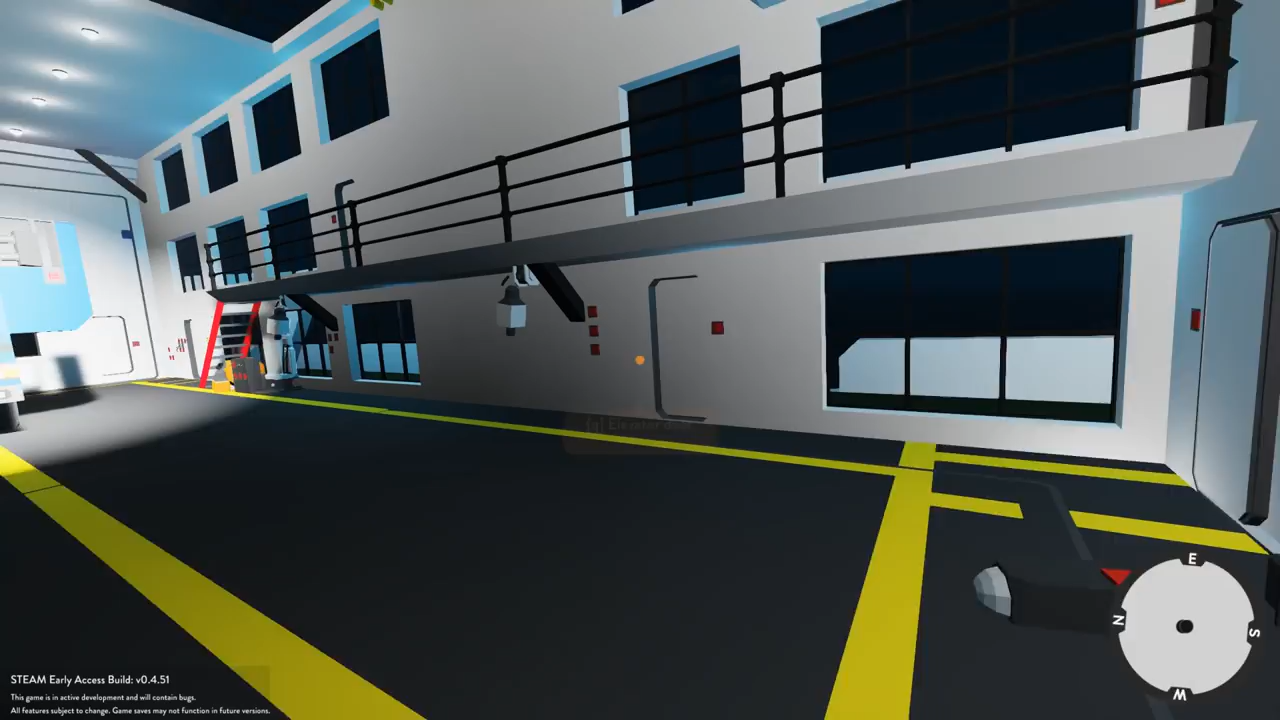 E
N
S
W
STEAM Early Access Build: v0.4.51
This game is in active development and will contain bugs.
All features subject to change. Game saves may not function in future versions.